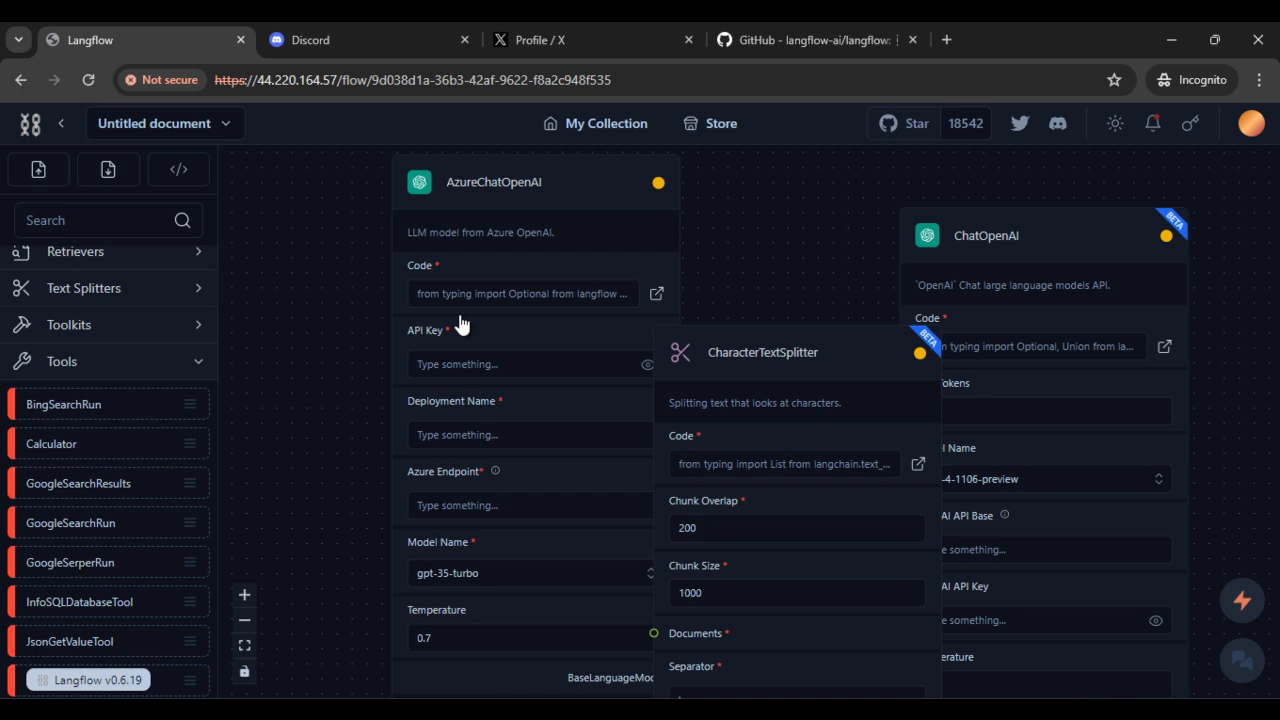 Langflow
Discord
Profile / X
GitHub - langflow-ai/langflow:
Not secure
https://44.220.164.57/flow/9d038d1a-36b3-42af-9622-f8a2c948f535
Incognito
Untitled document
My Collection
Store
Star
18542
Search
Retrievers
Text Splitters
Toolkits
Tools
BingSearchRun
Calculator
GoogleSearchResults
GoogleSearchRun
GoogleSerperRun
InfoSQLDatabaseTool
JsonGetValueTool
Langflow v0.6.19
AzureChatOpenAI
LLM model from Azure OpenAI.
Code *
from typing import Optional from langflow ...
API Key *
Type something...
Deployment Name *
Type something...
Azure Endpoint*
Type something...
Model Name *
gpt-35-turbo
Temperature
0.7
BaseLanguageMod
BETA
CharacterTextSplitter
Splitting text that looks at characters.
Code *
from typing import List from langchain.text_...
Chunk Overlap *
200
Chunk Size *
1000
Documents *
Separator *
BETA
ChatOpenAI
`OpenAI` Chat large language models API.
Code *
n typing import Optional, Union from la...
okens
l Name
-4-1106-preview
AI API Base
e something...
AI API Key
e something...
erature